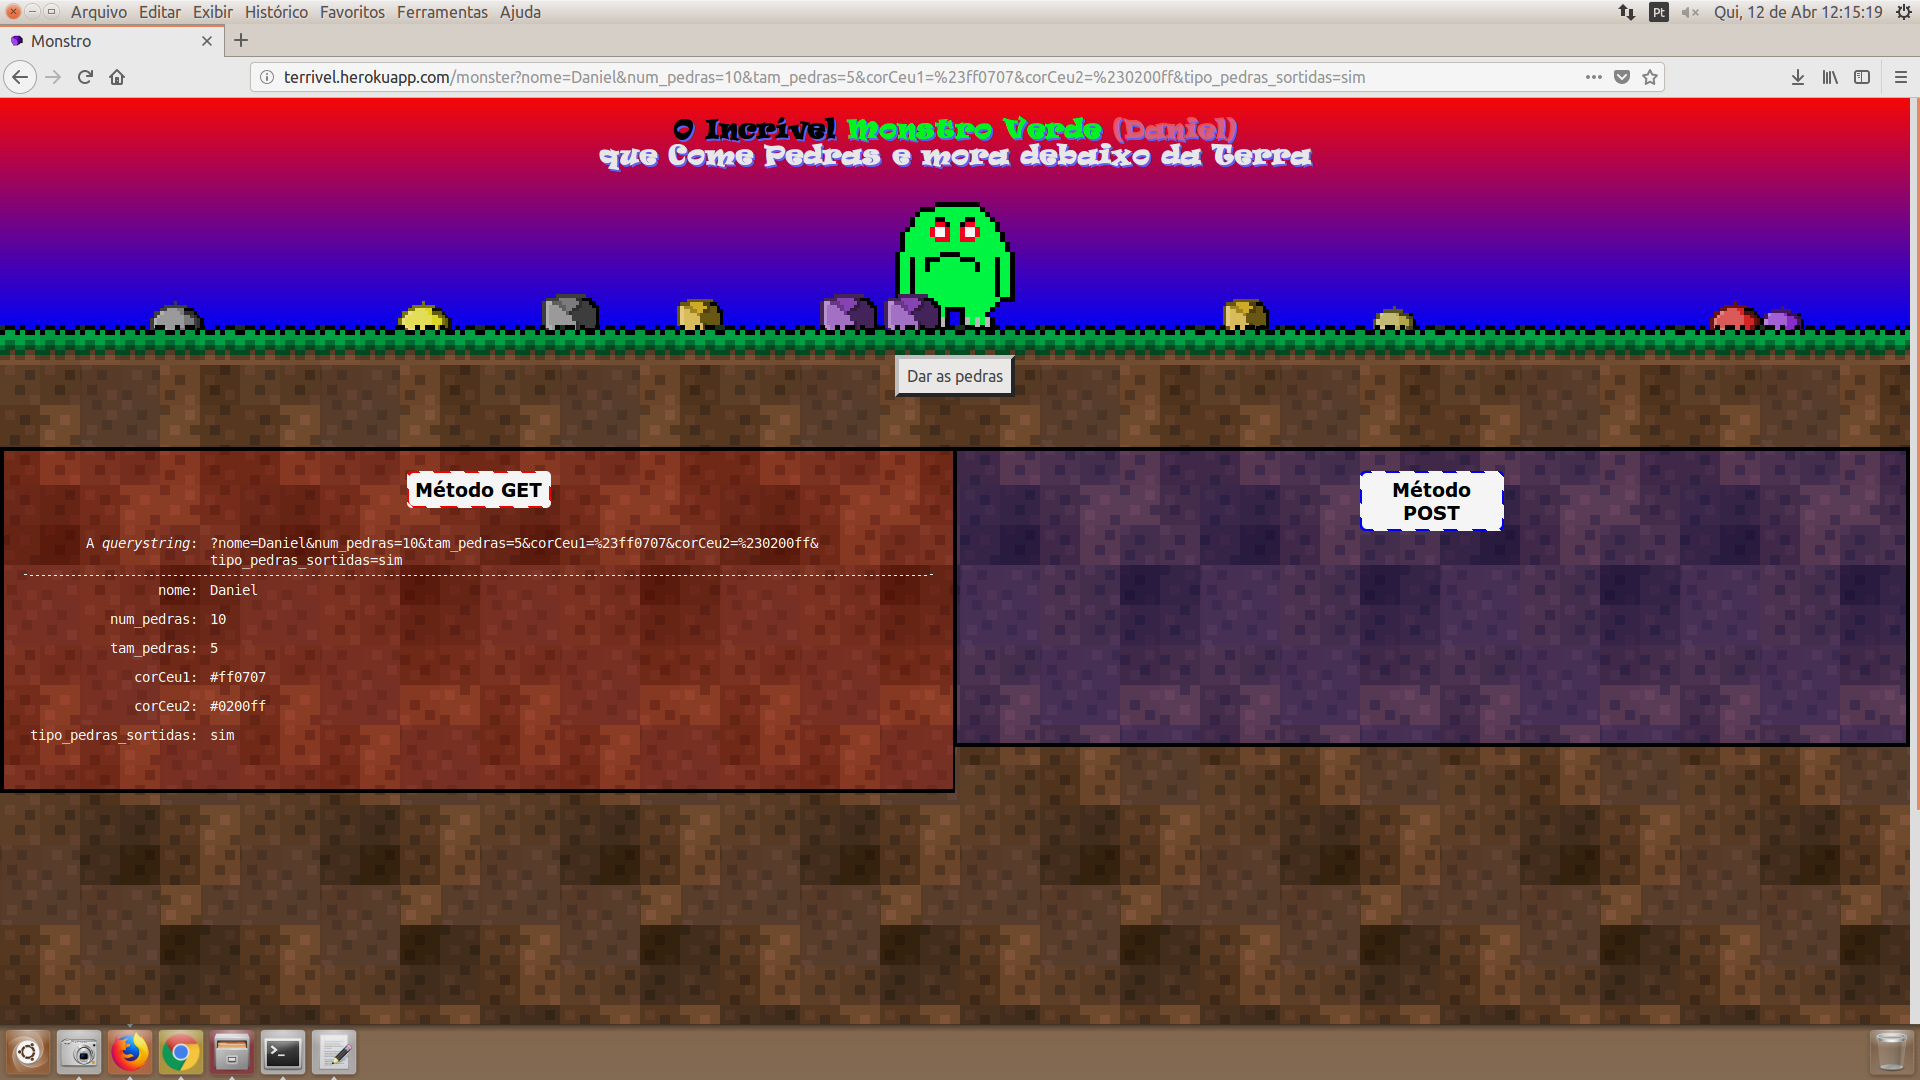 Arquivo Editar Exibir Histórico Favoritos Ferramentas Ajuda
Pt
Qui, 12 de Abr 12:15:19
Monstro
terrivel.herokuapp.com/monster?nome=Daniel&num_pedras=10&tam_pedras=5&corCeu1=%23ff0707&corCeu2=%230200ff&tipo_pedras_sortidas=sim
O Incrível Monstro Verde (Daniel)
que Come Pedras e mora debaixo da Terra
Dar as pedras
Método GET
A querystring: ?nome=Daniel&num_pedras=10&tam_pedras=5&corCeu1=%23ff0707&corCeu2=%230200ff&
tipo_pedras_sortidas=sim
nome: Daniel
num_pedras: 10
tam_pedras: 5
corCeu1: #ff0707
corCeu2: #0200ff
tipo_pedras_sortidas: sim
Método
POST